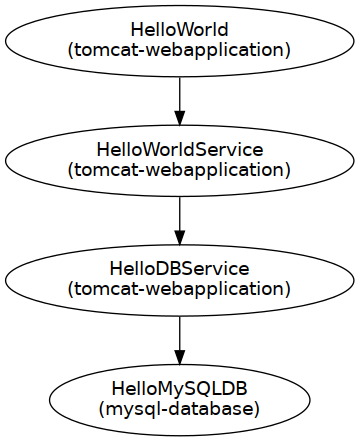 HelloWorld
(tomcat-webapplication)
HelloWorldService
(tomcat-webapplication)
HelloDBService
(tomcat-webapplication)
HelloMySQLDB
(mysql-database)